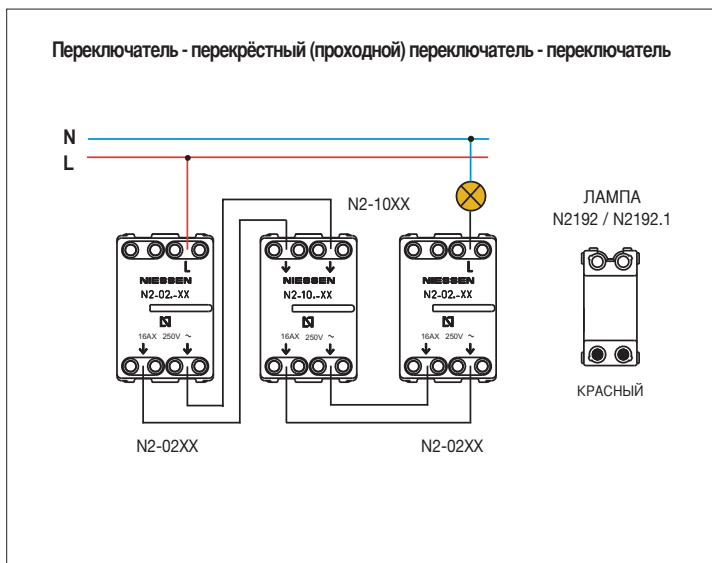 Переключатель - перекрёстный (проходной) переключатель - переключатель
N
L
N2-10XX
ЛАМПА
N2192 / N2192.1
L
NIESSEN
N2-02.-XX
16AX 250V ~
NIESSEN
N2-10.-XX
16AX 250V ~
L
NIESSEN
N2-02.-XX
16AX 250V ~
КРАСНЫЙ
N2-02XX
N2-02XX